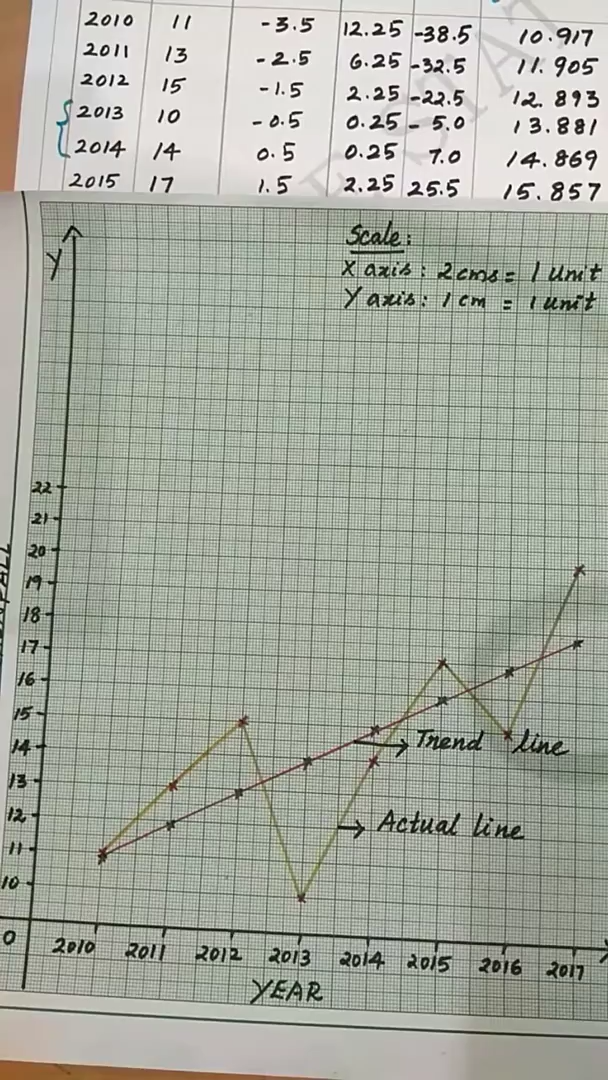 2010 11 -3.5 12.25 -38.5 10.917
2011 13 -2.5 6.25 -32.5 11.905
2012 15 -1.5 2.25 -22.5 12.893
2013 10 -0.5 0.25 -5.0 13.881
2014 14 0.5 0.25 7.0 14.869
2015 17 1.5 2.25 25.5 15.857
Scale:
X axis: 2 cms = 1 unit
Y axis: 1 cm = 1 unit
Y
22
21
20
19
18
17
16
15
14
13
12
11
10
Trend line
Actual line
0 2010 2011 2012 2013 2014 2015 2016 2017
YEAR